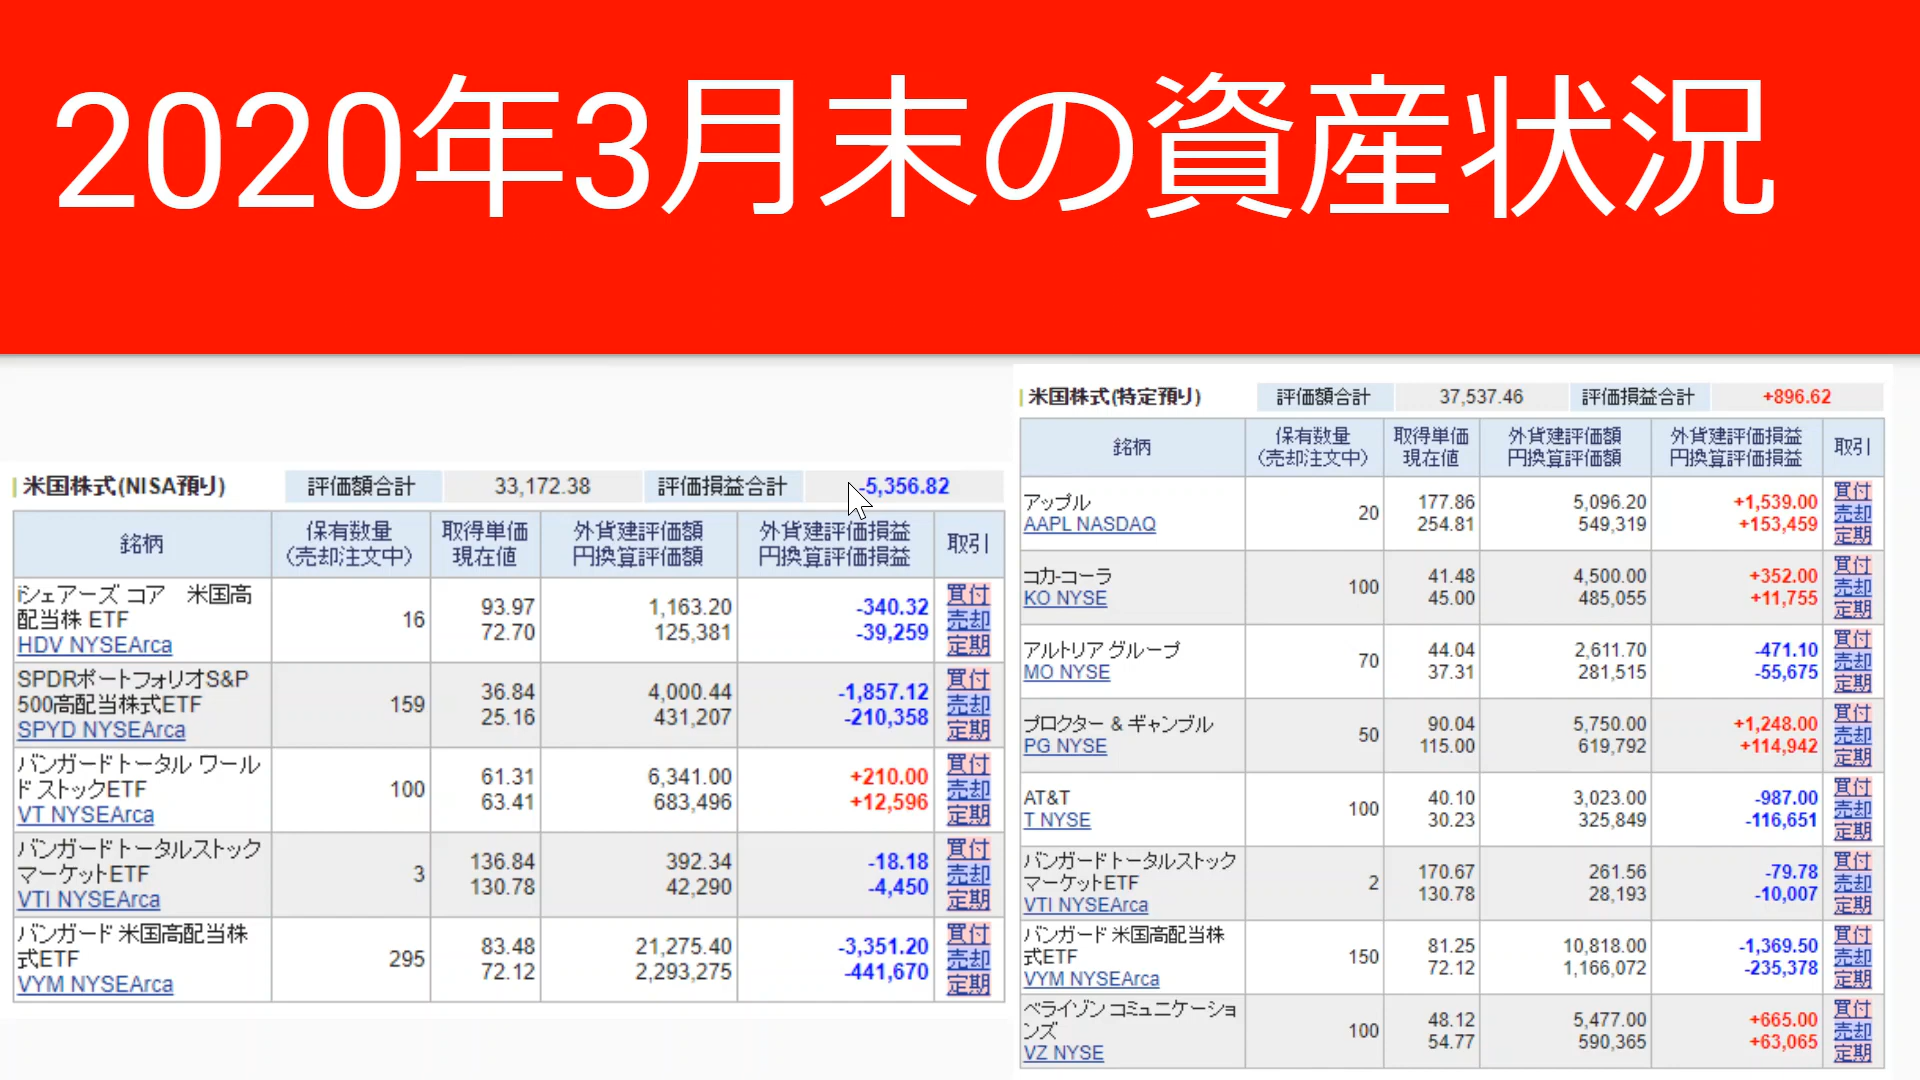 2020年3月末の資産状況
米国株式(NISA預り) 評価額合計 33,172.38 評価損益合計 -5,356.82
銘柄 保有数量 取得単価 外貨建評価額 外貨建評価損益 取引
(売却注文中) 現在値 円換算評価額 円換算評価損益
iシェアーズ コア 米国高 買付
配当株 ETF 16 93.97 1,163.20 -340.32 売却
HDV NYSEArca 72.70 125,381 -39,259 定期
SPDRポートフォリオS&P 買付
500高配当株式ETF 159 36.84 4,000.44 -1,857.12 売却
SPYD NYSEArca 25.16 431,207 -210,358 定期
バンガードトータル ワール 買付
ド ストックETF 100 61.31 6,341.00 +210.00 売却
VT NYSEArca 63.41 683,496 +12,596 定期
バンガードトータルストック 買付
マーケットETF 3 136.84 392.34 -18.18 売却
VTI NYSEArca 130.78 42,290 -4,450 定期
バンガード 米国高配当株 買付
式ETF 295 83.48 21,275.40 -3,351.20 売却
VYM NYSEArca 72.12 2,293,275 -441,670 定期
米国株式(特定預り) 評価額合計 37,537.46 評価損益合計 +896.62
銘柄 保有数量 取得単価 外貨建評価額 外貨建評価損益 取引
(売却注文中) 現在値 円換算評価額 円換算評価損益
アップル 20 177.86 5,096.20 +1,539.00 買付
AAPL NASDAQ 254.81 549,319 +153,459 売却
定期
コカ-コーラ 100 41.48 4,500.00 +352.00 買付
KO NYSE 45.00 485,055 +11,755 売却
定期
アルトリア グループ 70 44.04 2,611.70 -471.10 買付
MO NYSE 37.31 281,515 -55,675 売却
定期
プロクター & ギャンブル 50 90.04 5,750.00 +1,248.00 買付
PG NYSE 115.00 619,792 +114,942 売却
定期
AT&T 100 40.10 3,023.00 -987.00 買付
T NYSE 30.23 325,849 -116,651 売却
定期
バンガードトータルストック 買付
マーケットETF 2 170.67 261.56 -79.78 売却
VTI NYSEArca 130.78 28,193 -10,007 定期
バンガード 米国高配当株 買付
式ETF 150 81.25 10,818.00 -1,369.50 売却
VYM NYSEArca 72.12 1,166,072 -235,378 定期
ベライゾン コミュニケーショ 買付
ンズ 100 48.12 5,477.00 +665.00 売却
VZ NYSE 54.77 590,365 +63,065 定期